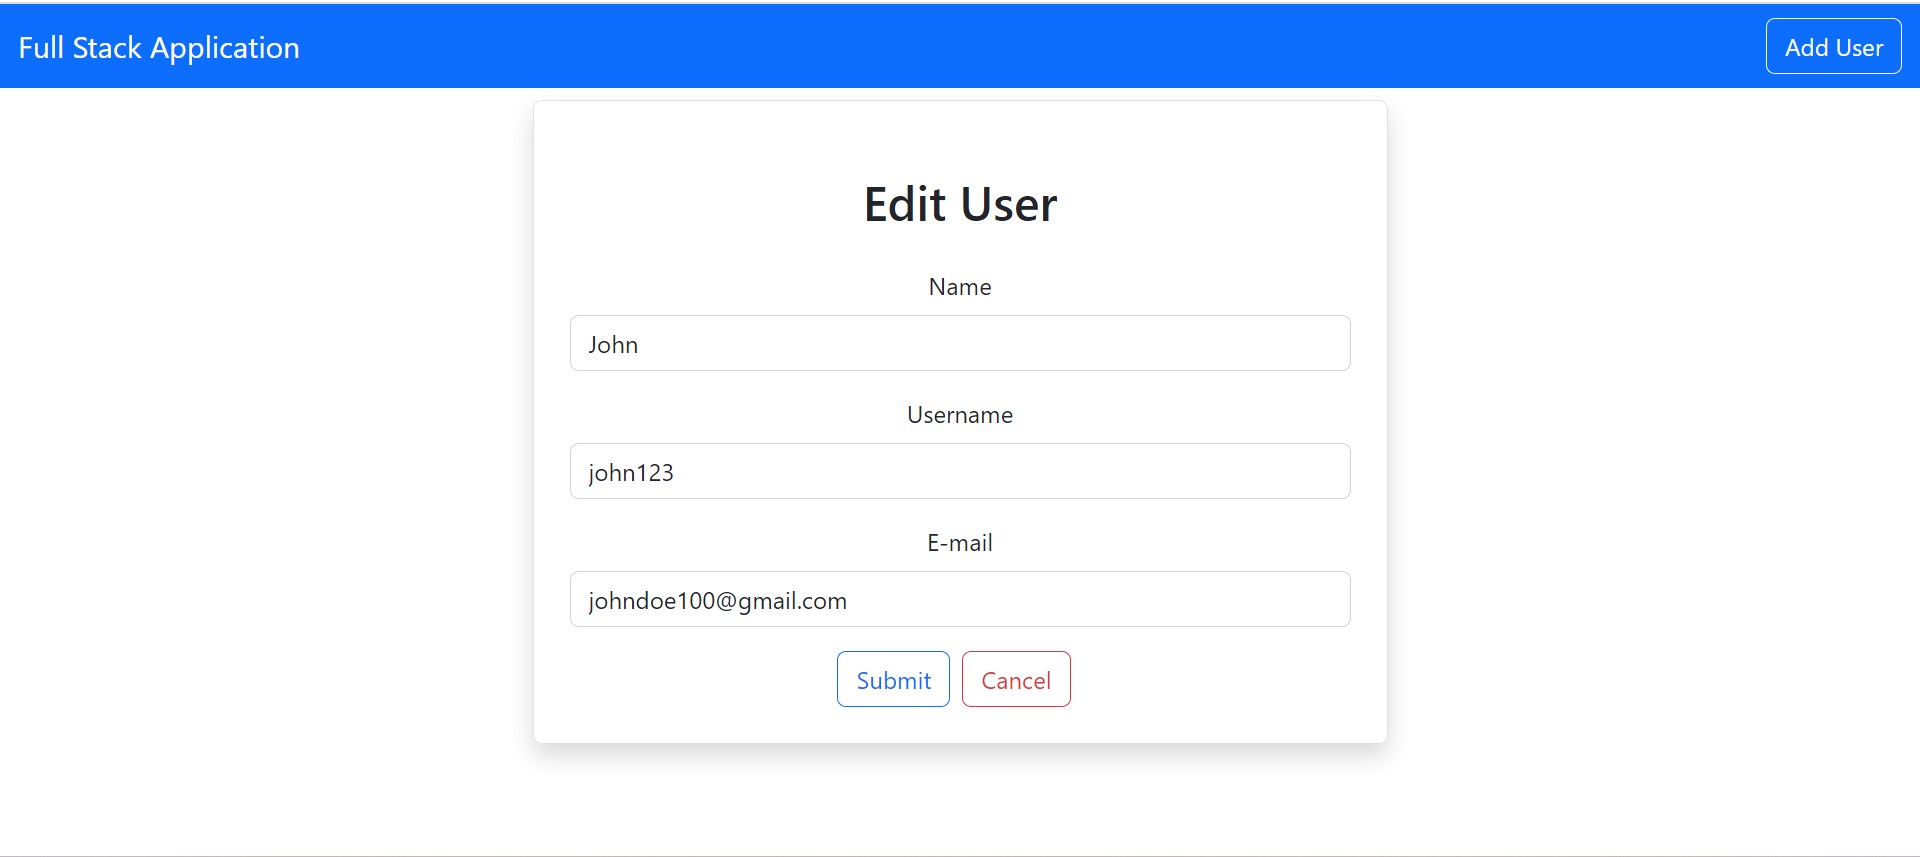 Full Stack Application
Add User
Edit User
Name
John
Username
john123
E-mail
johndoe100@gmail.com
Submit
Cancel